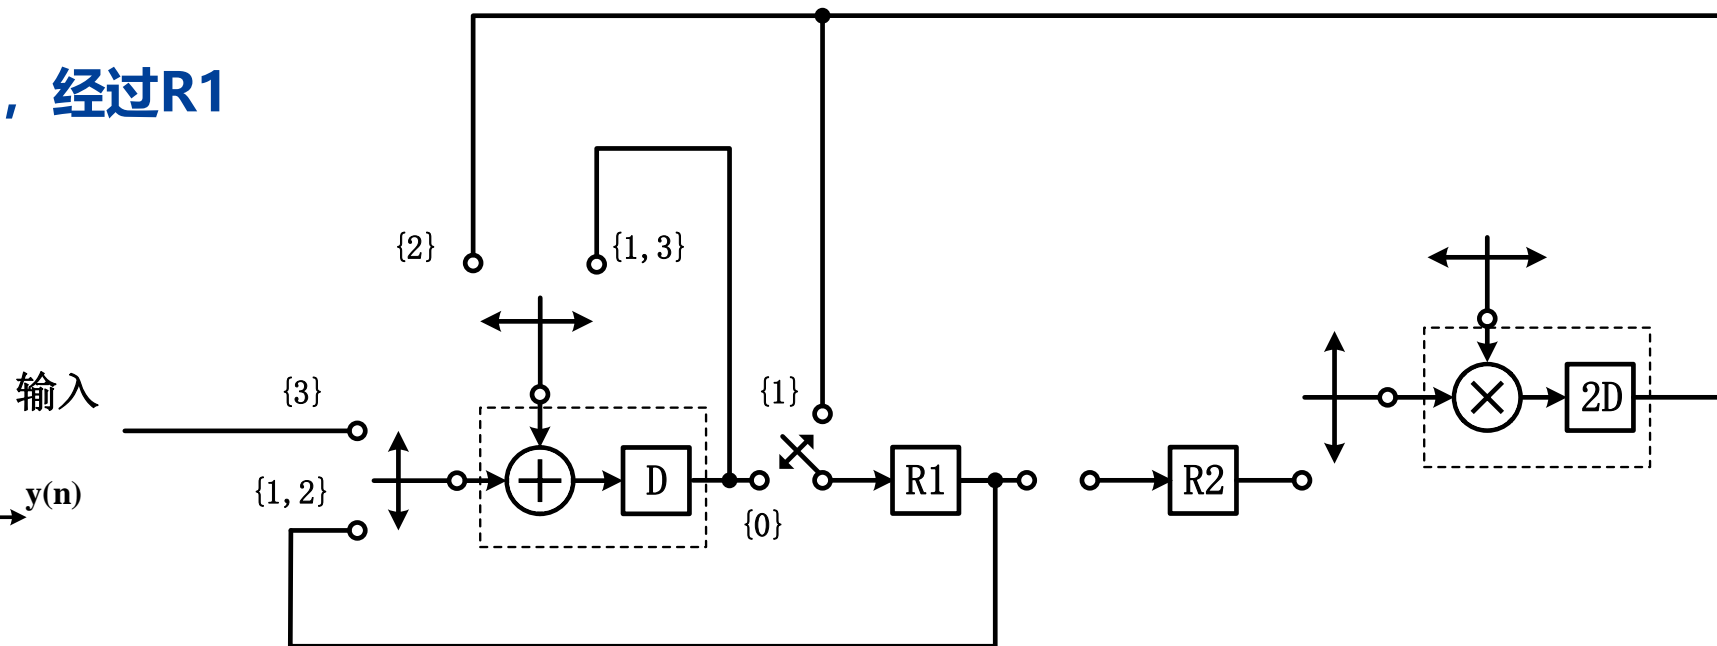 ，经过R1
{2}
{1,3}
输入
{3}
{1}
y(n)
{1,2}
D
{0}
R1
R2
2D